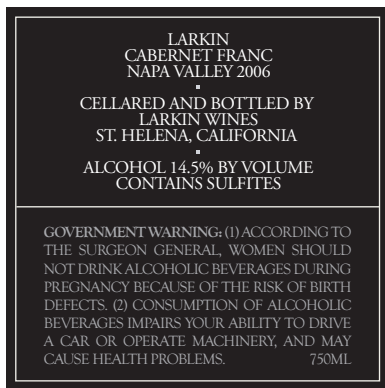 LARKIN
CABERNET FRANC
NAPA VALLEY 2006
CELLARED AND BOTTLED BY
LARKIN WINES
ST. HELENA, CALIFORNIA
ALCOHOL 14.5% BY VOLUME
CONTAINS SULFITES
GOVERNMENT WARNING: (1) ACCORDING TO
THE SURGEON GENERAL, WOMEN SHOULD
NOT DRINK ALCOHOLIC BEVERAGES DURING
PREGNANCY BECAUSE OF THE RISK OF BIRTH
DEFECTS. (2) CONSUMPTION OF ALCOHOLIC
BEVERAGES IMPAIRS YOUR ABILITY TO DRIVE
A CAR OR OPERATE MACHINERY, AND MAY
CAUSE HEALTH PROBLEMS. 750ML